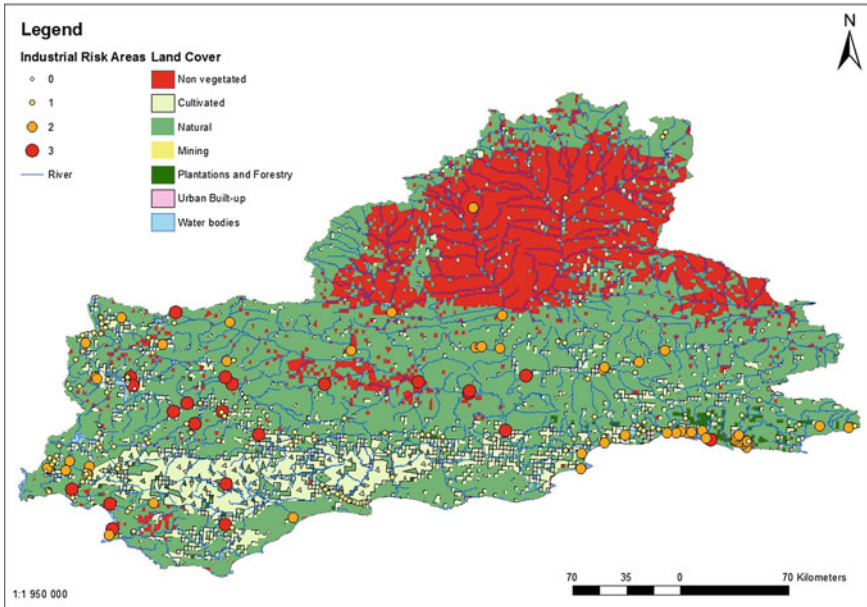 Legend
Industrial Risk Areas Land Cover
0
1
2
3
River
Non vegetated
Cultivated
Natural
Mining
Plantations and Forestry
Urban Built-up
Water bodies
N
1:1 950 000
70 35 0 70 Kilometers